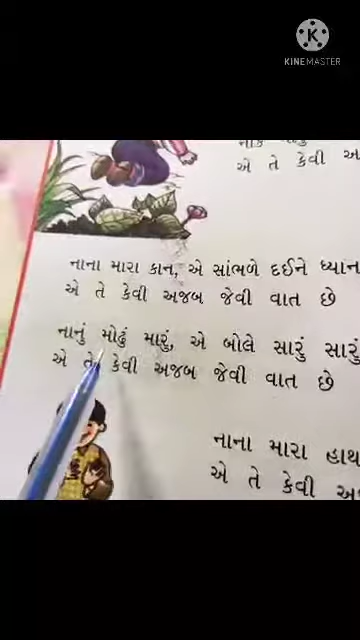 KINEMASTER
એ તે કેવી
નાના મારા કાન, એ સાંભળે દઈને ધ્યાન
એ તે કેવી અજબ જેવી વાત છે
નાનું મોઢું મારું, એ બોલે સારું સારું
એ તે કેવી અજબ જેવી વાત છે
નાના મારા હાથ
એ તે કેવી